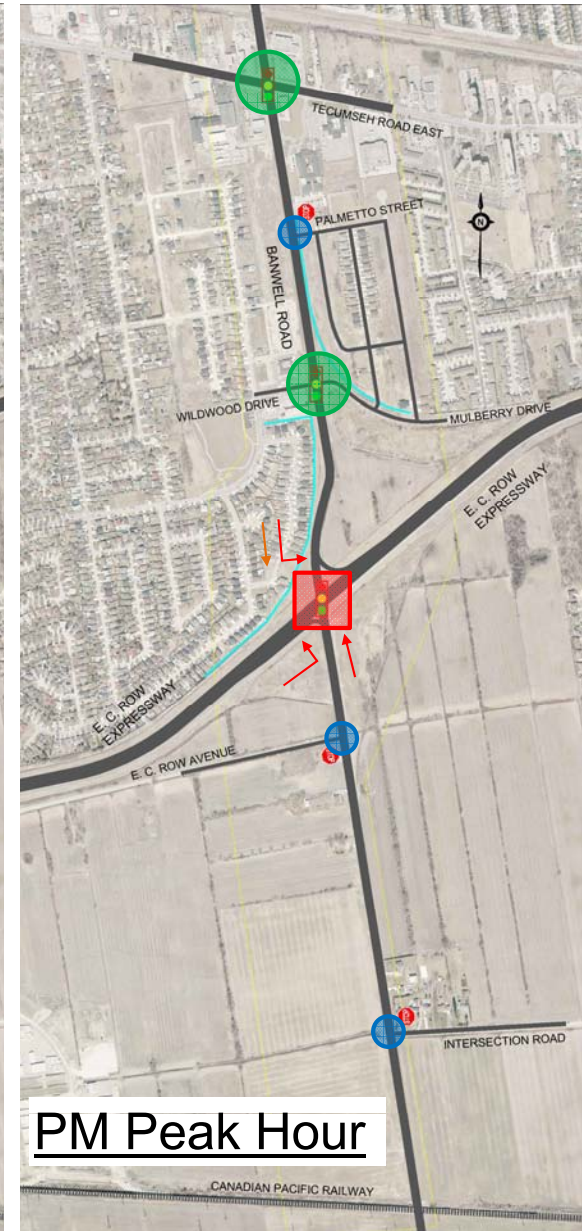 TECUMSEH ROAD EAST
PALMETTO STREET
N
BANWELL ROAD
WILDWOOD DRIVE
MULBERRY DRIVE
E. C. ROW
EXPRESSWAY
E. C. ROW
EXPRESSWAY
E. C. ROW AVENUE
INTERSECTION ROAD
PM Peak Hour
CANADIAN PACIFIC RAILWAY